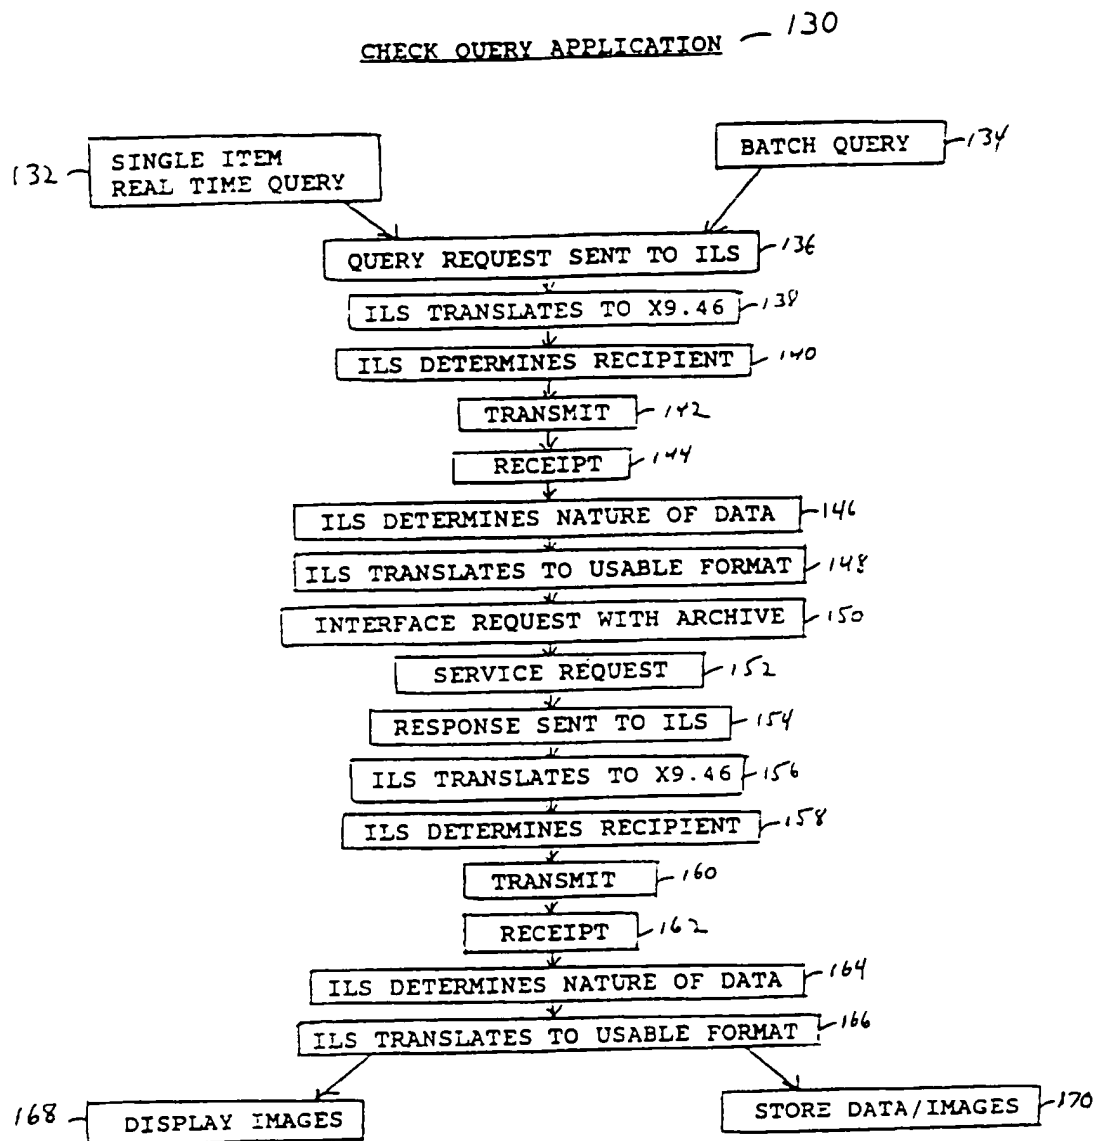 CHECK QUERY APPLICATION 130
132 SINGLE ITEM
REAL TIME QUERY
BATCH QUERY 134
QUERY REQUEST SENT TO ILS 136
ILS TRANSLATES TO X9.46 138
ILS DETERMINES RECIPIENT 140
TRANSMIT 142
RECEIPT 144
ILS DETERMINES NATURE OF DATA 146
ILS TRANSLATES TO USABLE FORMAT 148
INTERFACE REQUEST WITH ARCHIVE 150
SERVICE REQUEST 152
RESPONSE SENT TO ILS 154
ILS TRANSLATES TO X9.46 156
ILS DETERMINES RECIPIENT 158
TRANSMIT 160
RECEIPT 162
ILS DETERMINES NATURE OF DATA 164
ILS TRANSLATES TO USABLE FORMAT 166
168 DISPLAY IMAGES
STORE DATA/IMAGES 170